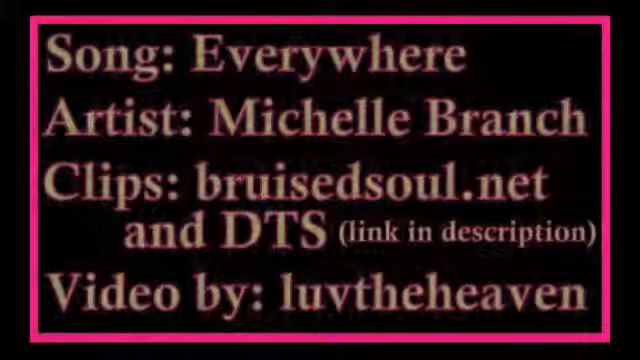 Song: Everywhere
Artist: Michelle Branch
Clips: bruisedsoul.net
and DTS (link in description)
Video by: luvtheheaven